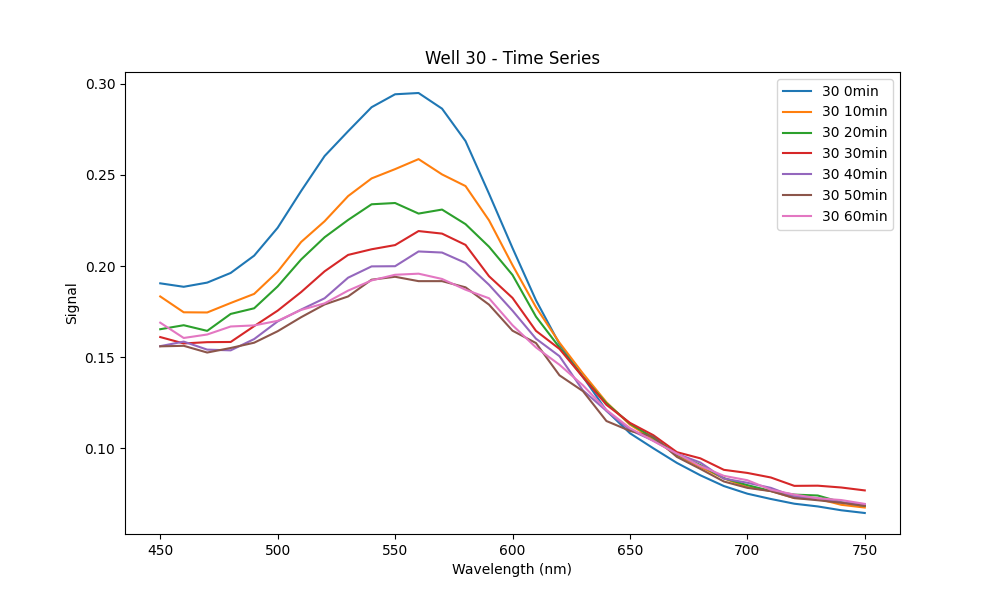 Well 30 - Time Series
30 0min
30 10min
30 20min
30 30min
30 40min
30 50min
30 60min
Signal
0.30
0.25
0.20
0.15
0.10
450 500 550 600 650 700 750
Wavelength (nm)